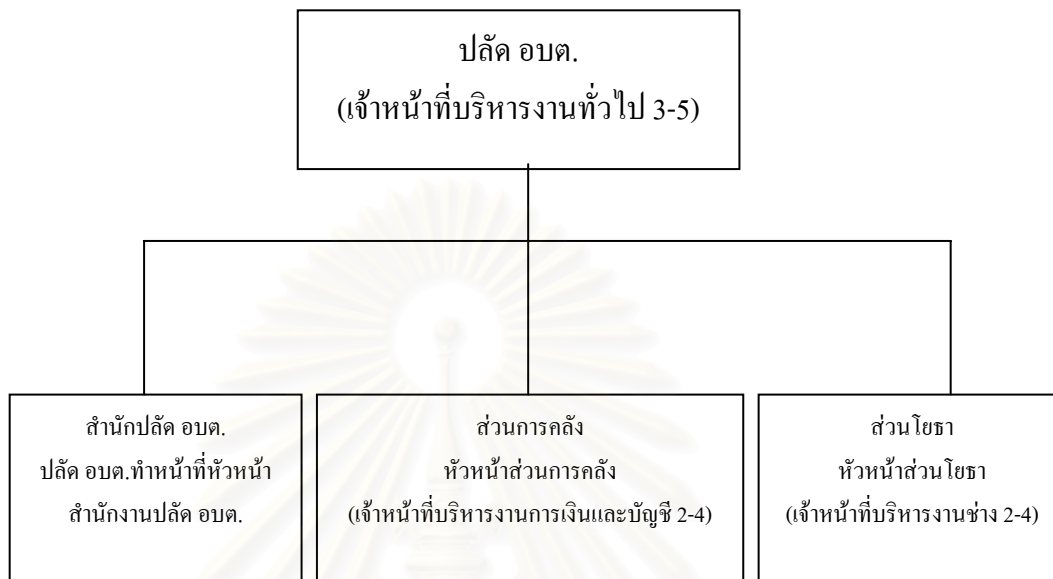 ปลัด อบต.
(เจ้าหน้าที่บริหารงานทั่วไป 3-5)
สำนักปลัด อบต.
ปลัด อบต.ทำหน้าที่หัวหน้า
สำนักงานปลัด อบต.
ส่วนการคลัง
หัวหน้าส่วนการคลัง
(เจ้าหน้าที่บริหารงานการเงินและบัญชี 2-4)
ส่วนโยธา
หัวหน้าส่วนโยธา
(เจ้าหน้าที่บริหารงานช่าง 2-4)